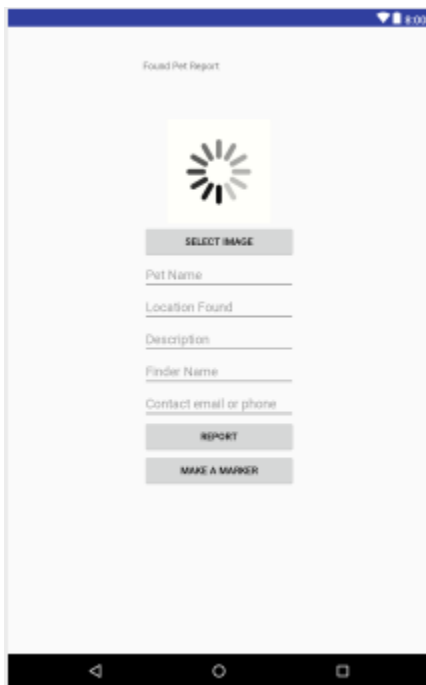 8:00
Found Pet Report
SELECT IMAGE
Pet Name
Location Found
Description
Finder Name
Contact email or phone
REPORT
MAKE A MARKER